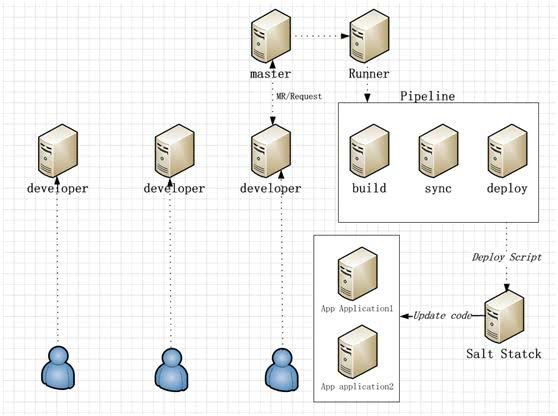 master
Runner
MR/Request
Pipeline
developer
developer
developer
build
sync
deploy
Deploy Script
App Application1
Update code
Salt Statck
App application2